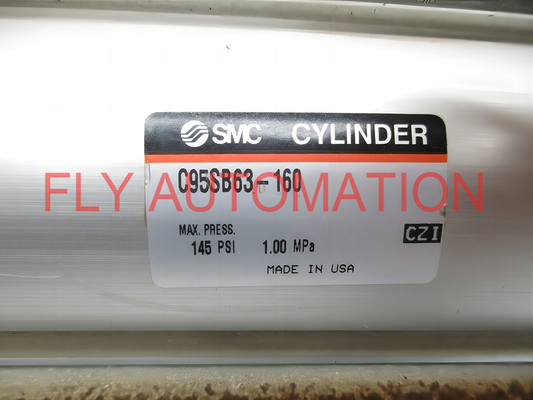 SMC CYLINDER
C95SB63-160
FLY AUTOMATION
MAX. PRESS.
145 PSI 1.00 MPa
CZI
MADE IN USA